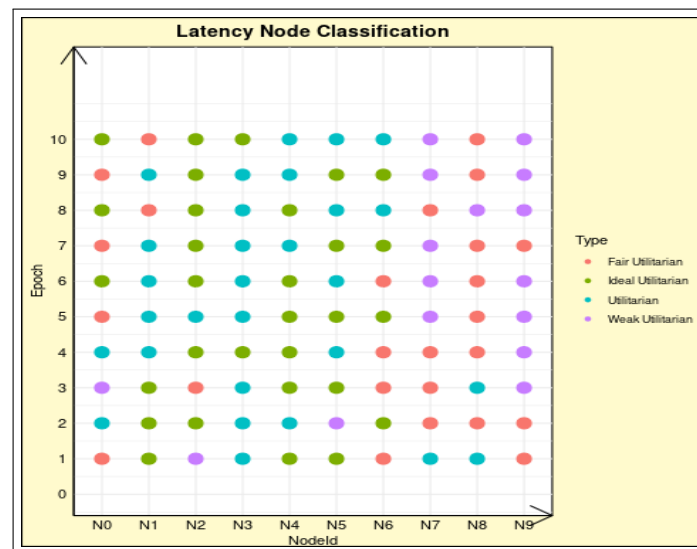 Latency Node Classification
Epoch
10
9
8
7
6
5
4
3
2
1
0
N0 N1 N2 N3 N4 N5 N6 N7 N8 N9
NodeId
Type
Fair Utilitarian
Ideal Utilitarian
Utilitarian
Weak Utilitarian